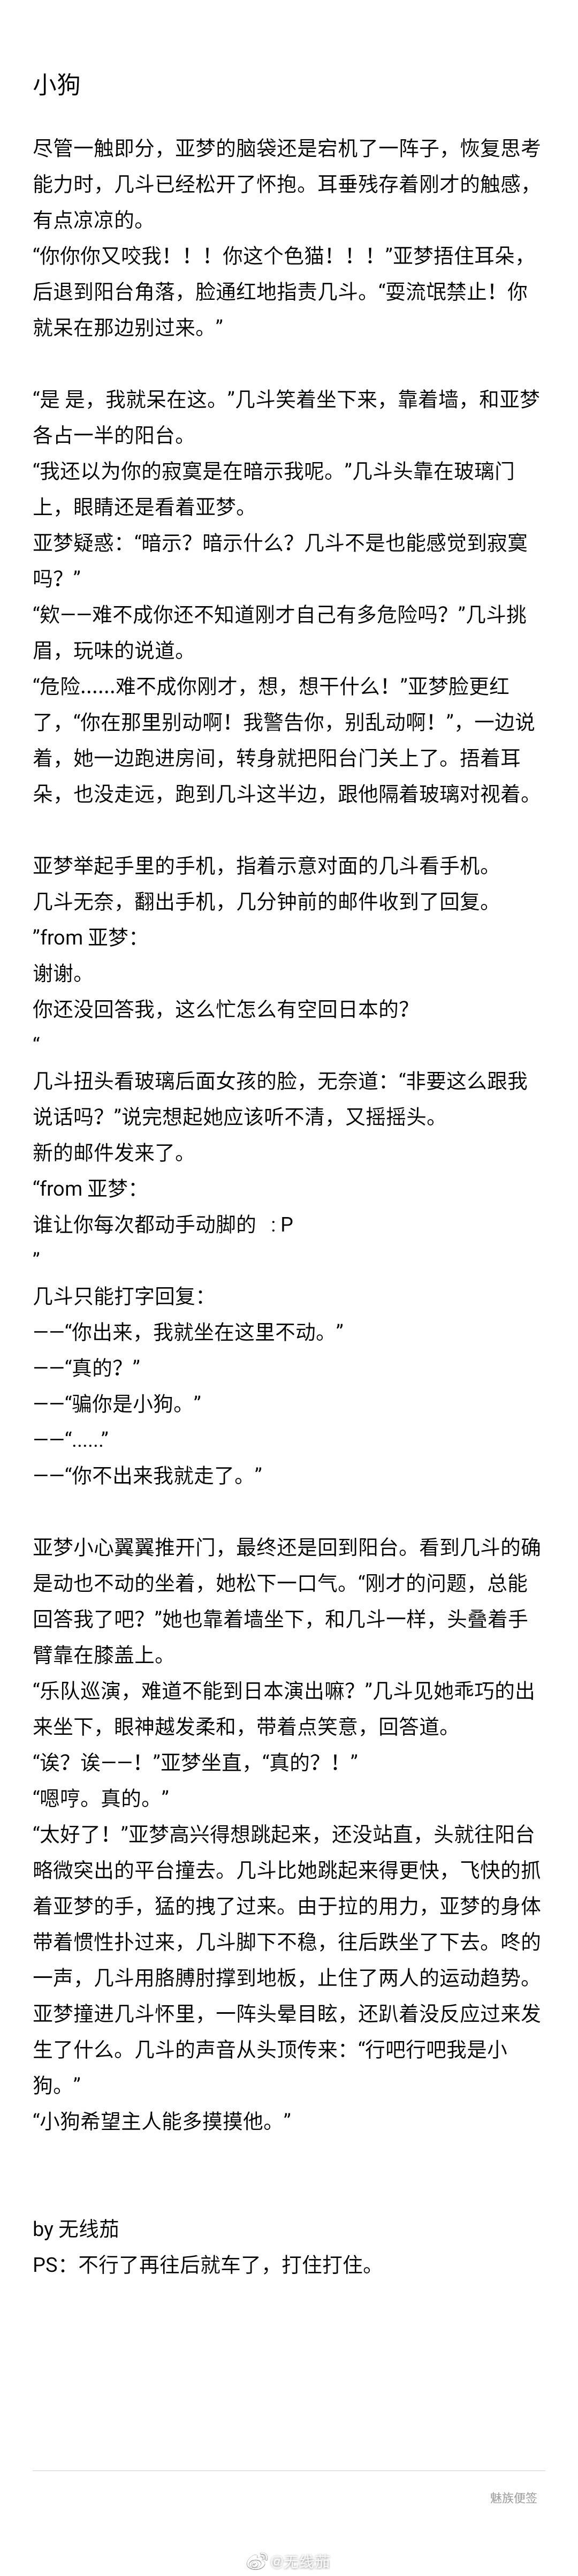 小狗
尽管一触即分，亚梦的脑袋还是宕机了一阵子，恢复思考
能力时，几斗已经松开了怀抱。耳垂残存着刚才的触感，
有点凉凉的。
“你你你又咬我！！！你这个色猫！！！”亚梦捂住耳朵，
后退到阳台角落，脸通红地指责几斗。“耍流氓禁止！你
就呆在那边别过来。”
“是 是，我就呆在这。”几斗笑着坐下来，靠着墙，和亚梦
各占一半的阳台。
“我还以为你的寂寞是在暗示我呢。”几斗头靠在玻璃门
上，眼睛还是看着亚梦。
亚梦疑惑：“暗示？暗示什么？几斗不是也能感觉到寂寞
吗？”
“欸——难不成你还不知道刚才自己有多危险吗？”几斗挑
眉，玩味的说道。
“危险......难不成你刚才，想，想干什么！”亚梦脸更红
了，“你在那里别动啊！我警告你，别乱动啊！”，一边说
着，她一边跑进房间，转身就把阳台门关上了。捂着耳
朵，也没走远，跑到几斗这半边，跟他隔着玻璃对视着。
亚梦举起手里的手机，指着示意对面的几斗看手机。
几斗无奈，翻出手机，几分钟前的邮件收到了回复。
”from 亚梦：
谢谢。
你还没回答我，这么忙怎么有空回日本的？
“
几斗扭头看玻璃后面女孩的脸，无奈道：“非要这么跟我
说话吗？”说完想起她应该听不清，又摇摇头。
新的邮件发来了。
“from 亚梦：
谁让你每次都动手动脚的   : P
”
几斗只能打字回复：
——“你出来，我就坐在这里不动。”
——“真的？”
——“骗你是小狗。”
——“......”
——“你不出来我就走了。”
亚梦小心翼翼推开门，最终还是回到阳台。看到几斗的确
是动也不动的坐着，她松下一口气。“刚才的问题，总能
回答我了吧？”她也靠着墙坐下，和几斗一样，头叠着手
臂靠在膝盖上。
“乐队巡演，难道不能到日本演出嘛？”几斗见她乖巧的出
来坐下，眼神越发柔和，带着点笑意，回答道。
“诶？诶——！”亚梦坐直，“真的？！”
“嗯哼。真的。”
“太好了！”亚梦高兴得想跳起来，还没站直，头就往阳台
略微突出的平台撞去。几斗比她跳起来得更快，飞快的抓
着亚梦的手，猛的拽了过来。由于拉的用力，亚梦的身体
带着惯性扑过来，几斗脚下不稳，往后跌坐了下去。咚的
一声，几斗用胳膊肘撑到地板，止住了两人的运动趋势。
亚梦撞进几斗怀里，一阵头晕目眩，还趴着没反应过来发
生了什么。几斗的声音从头顶传来：“行吧行吧我是小
狗。”
“小狗希望主人能多摸摸他。”
by 无线茄
PS：不行了再往后就车了，打住打住。
魅族便签
@无线茄